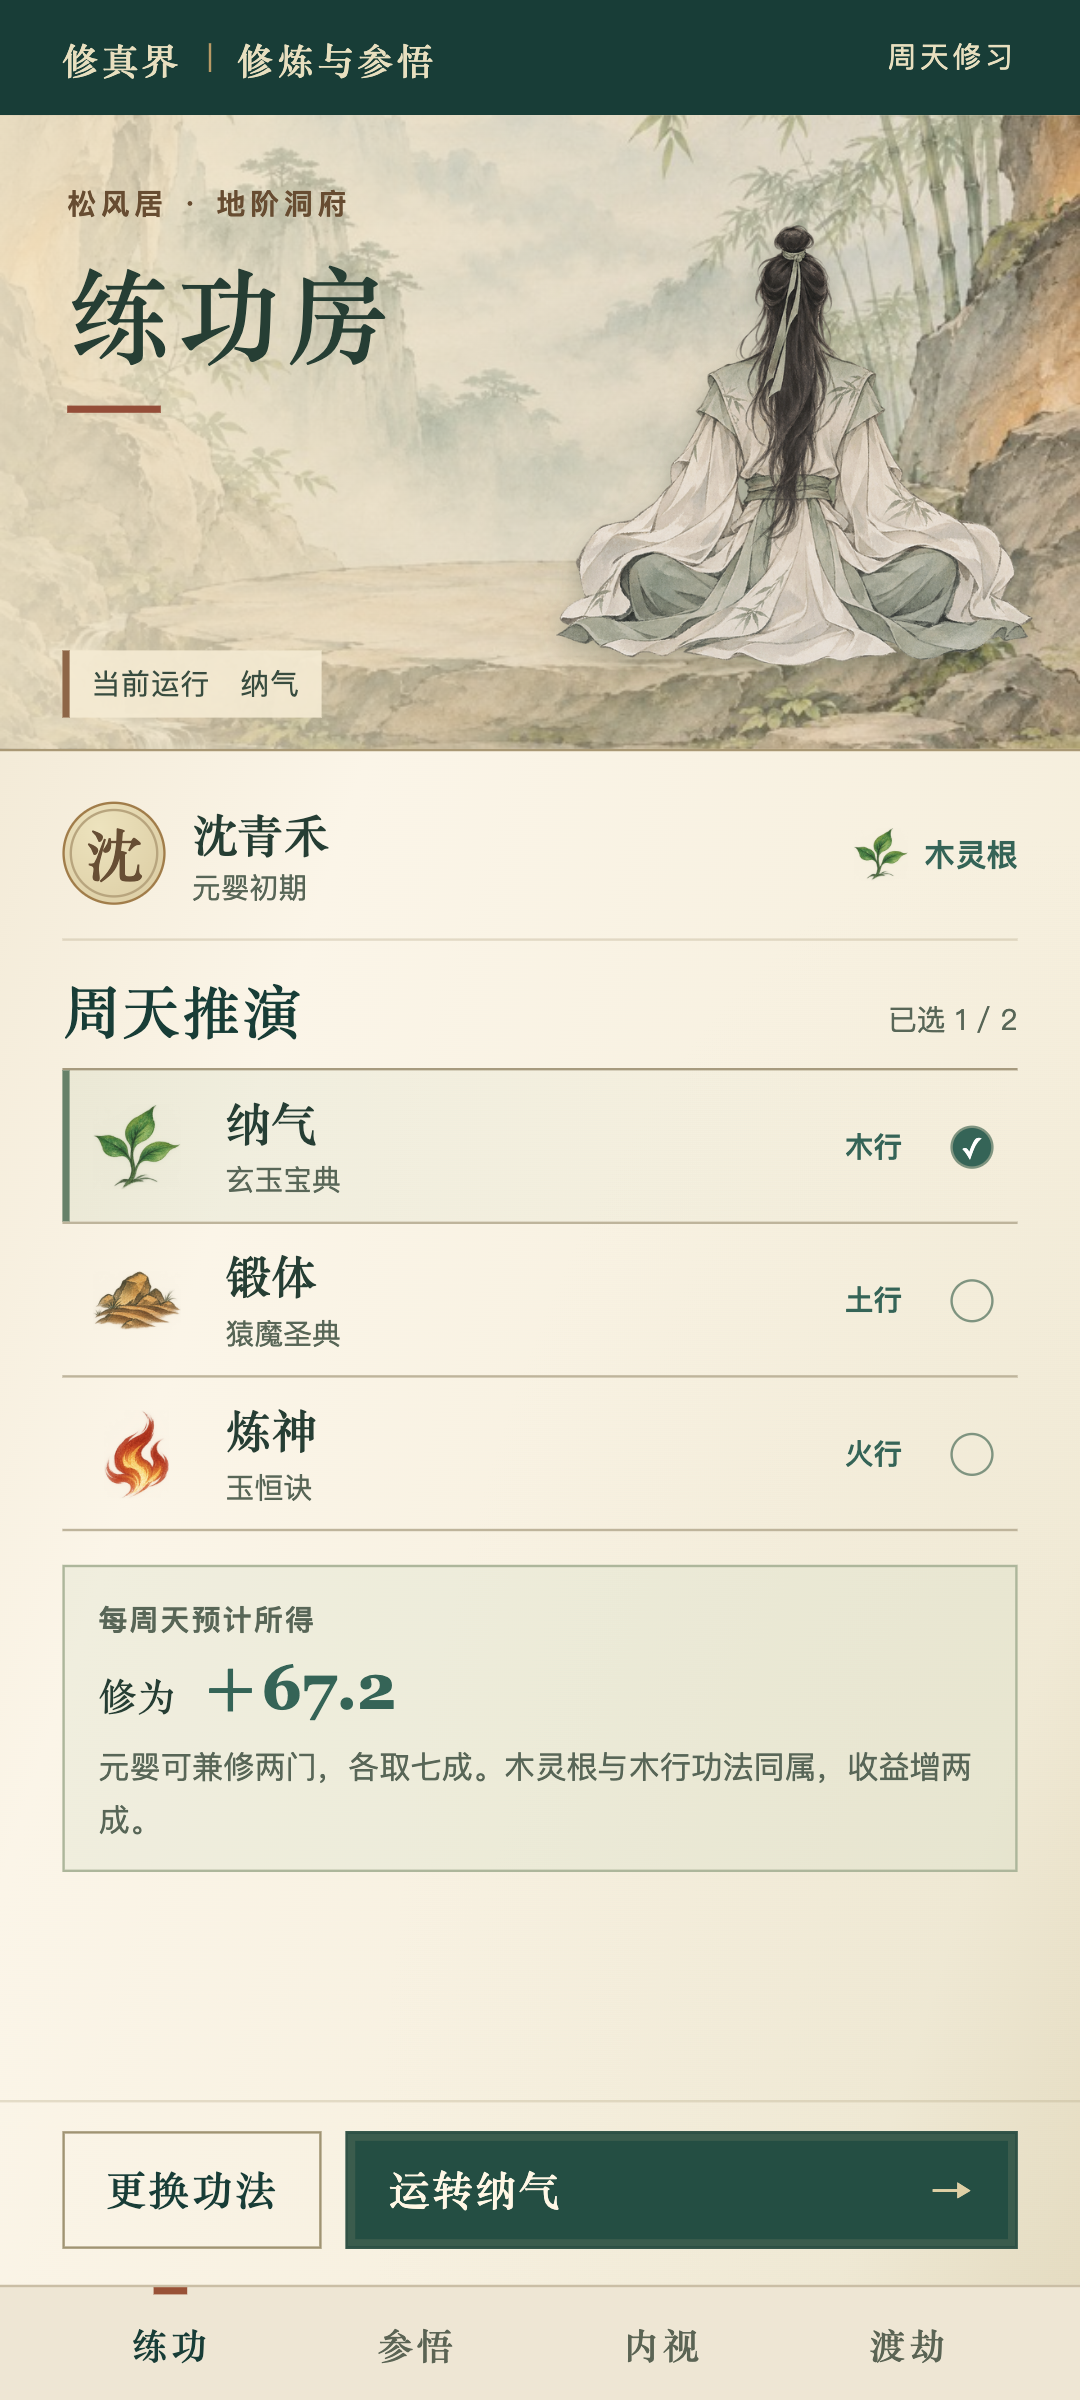 修真界 | 修炼与参悟
周天修习
松风居 · 地阶洞府
练功房
当前运行 纳气
沈
沈青禾
元婴初期
木灵根
周天推演
已选 1 / 2
纳气
玄玉宝典
木行
锻体
猿魔圣典
土行
炼神
玉恒诀
火行
每周天预计所得
修为 +67.2
元婴可兼修两门，各取七成。木灵根与木行功法同属，收益增两
成。
更换功法
运转纳气 →
练功
参悟
内视
渡劫